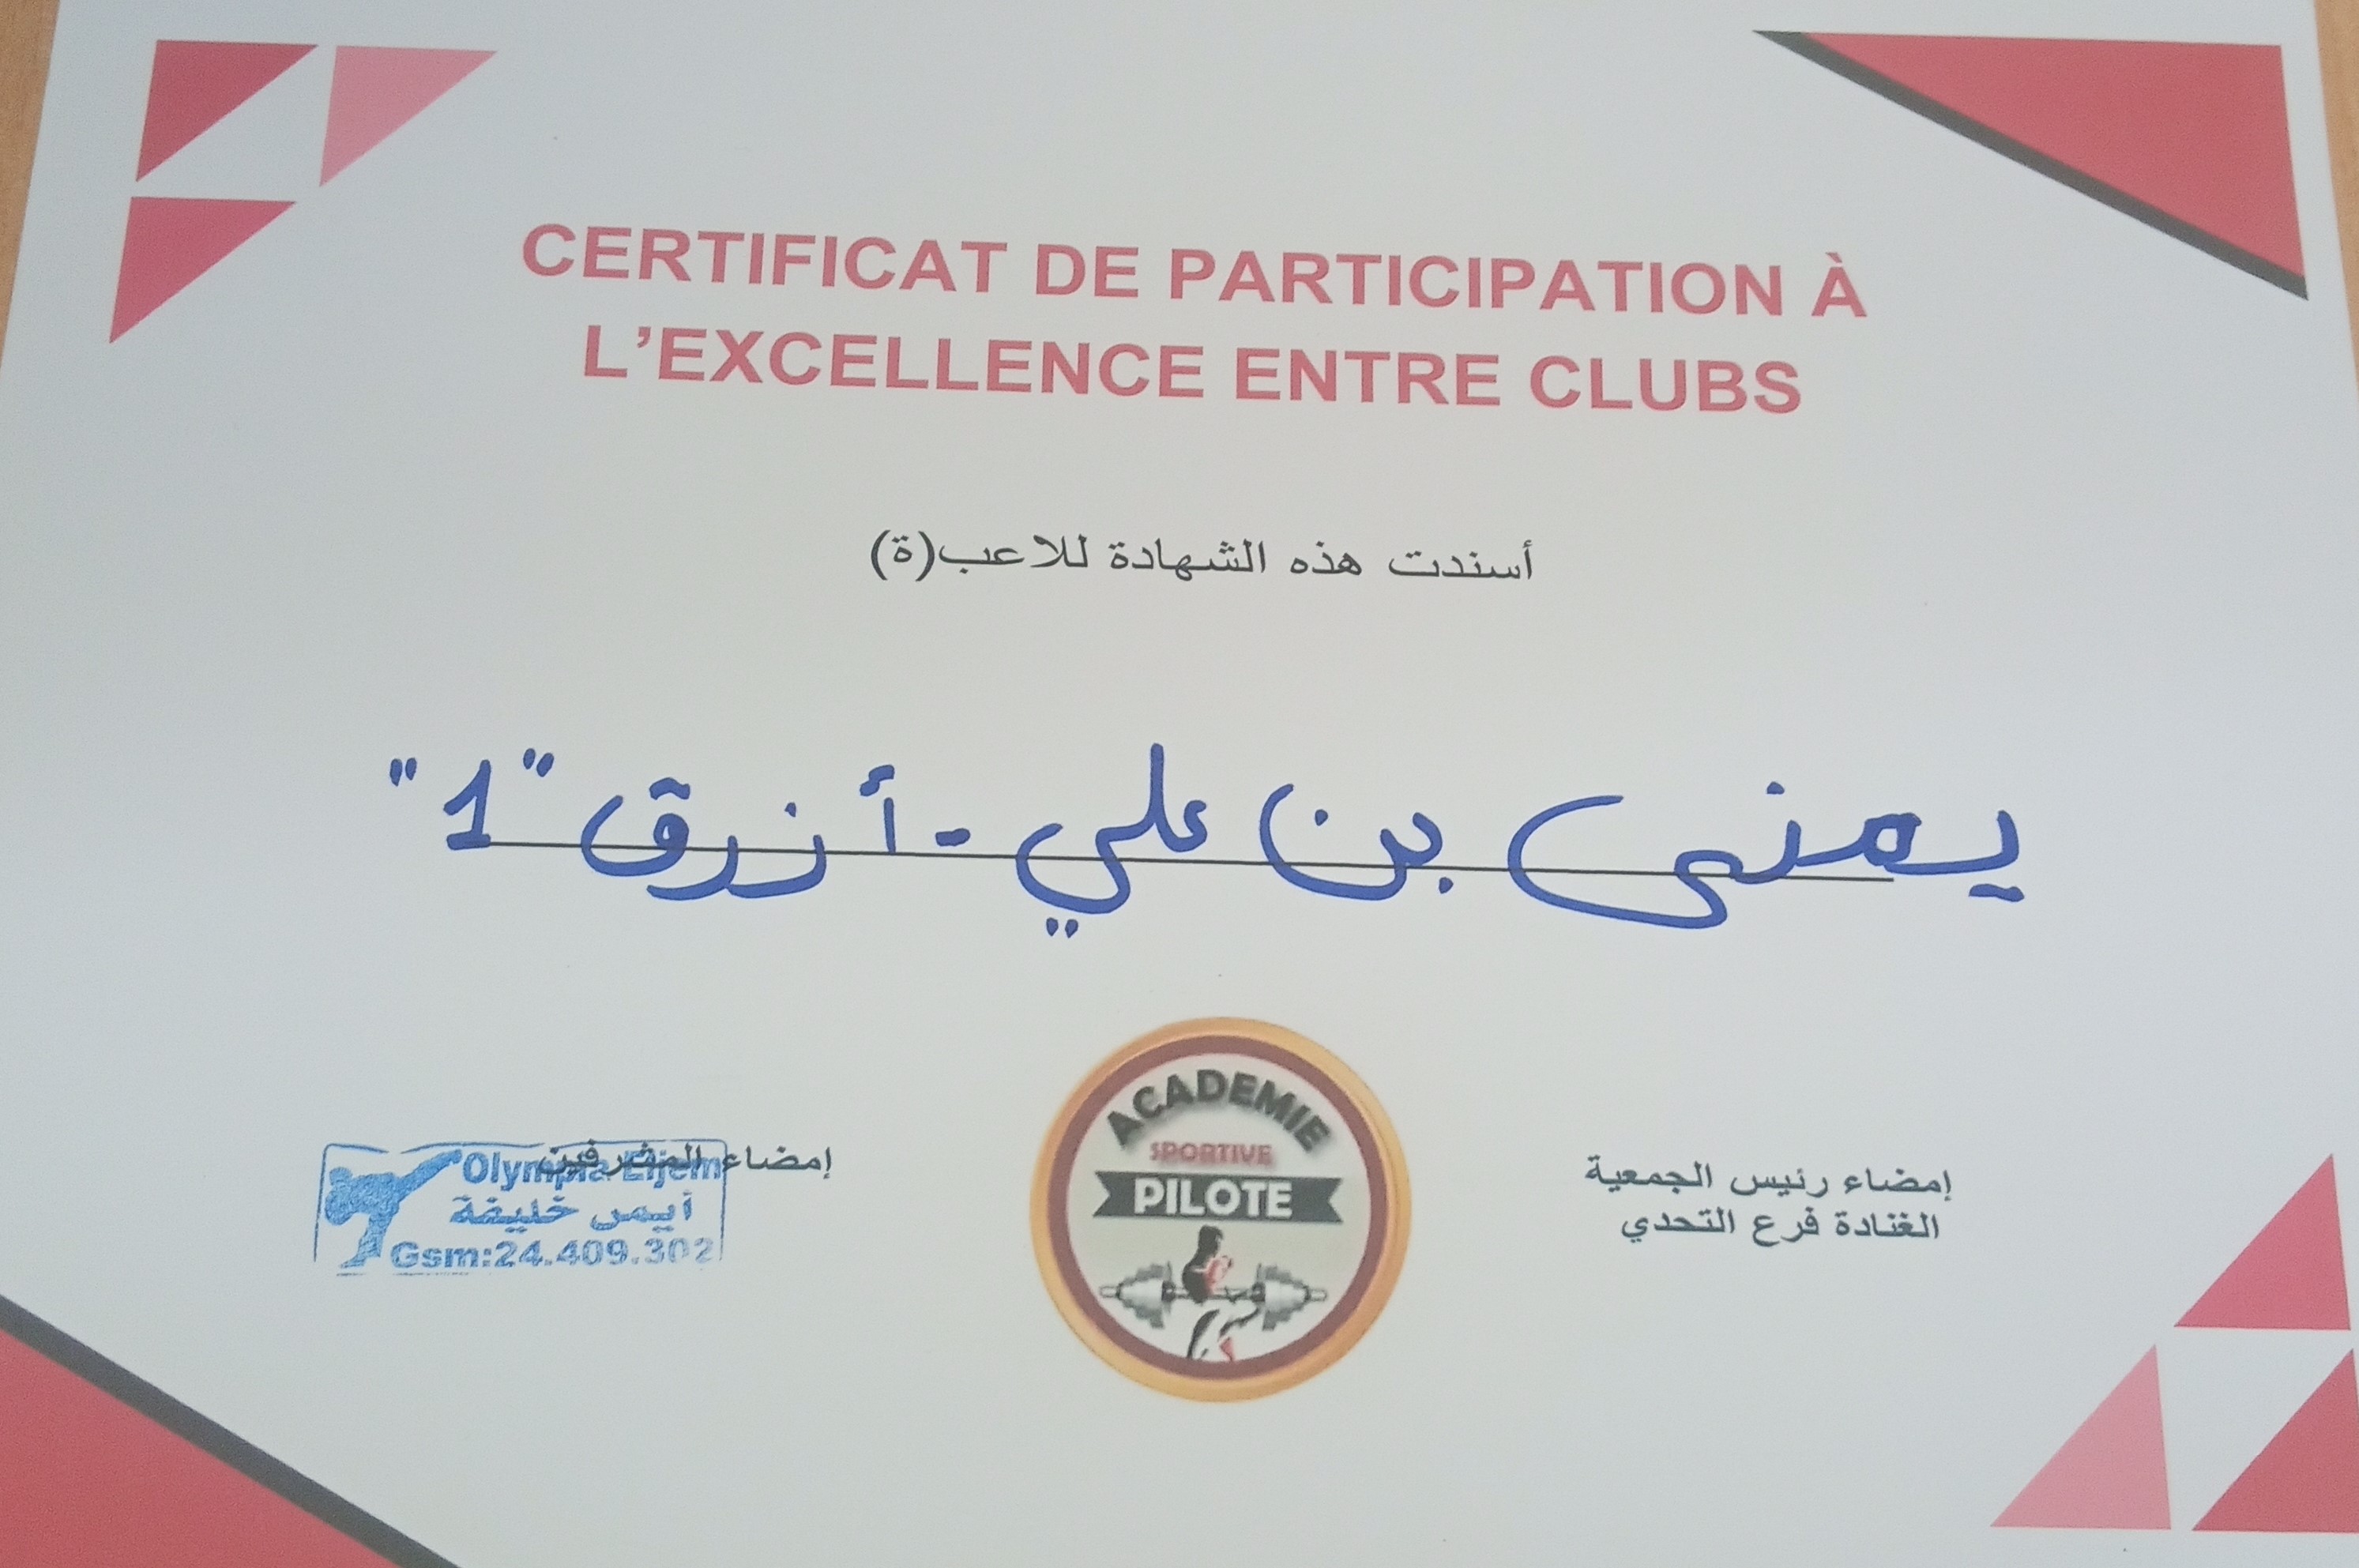 CERTIFICAT DE PARTICIPATION À
L'EXCELLENCE ENTRE CLUBS
أسندت هذه الشهادة للاعب(ة)
يمنى بن علي - أزرق "1"
إمضاء رئيس الجمعية
الغنادة فرع التحدي
ACADEMIE
SPORTIVE
PILOTE
إمضاء المشرفين
Olympia Eljem
أيمن خليفة
Gsm:24.409.302